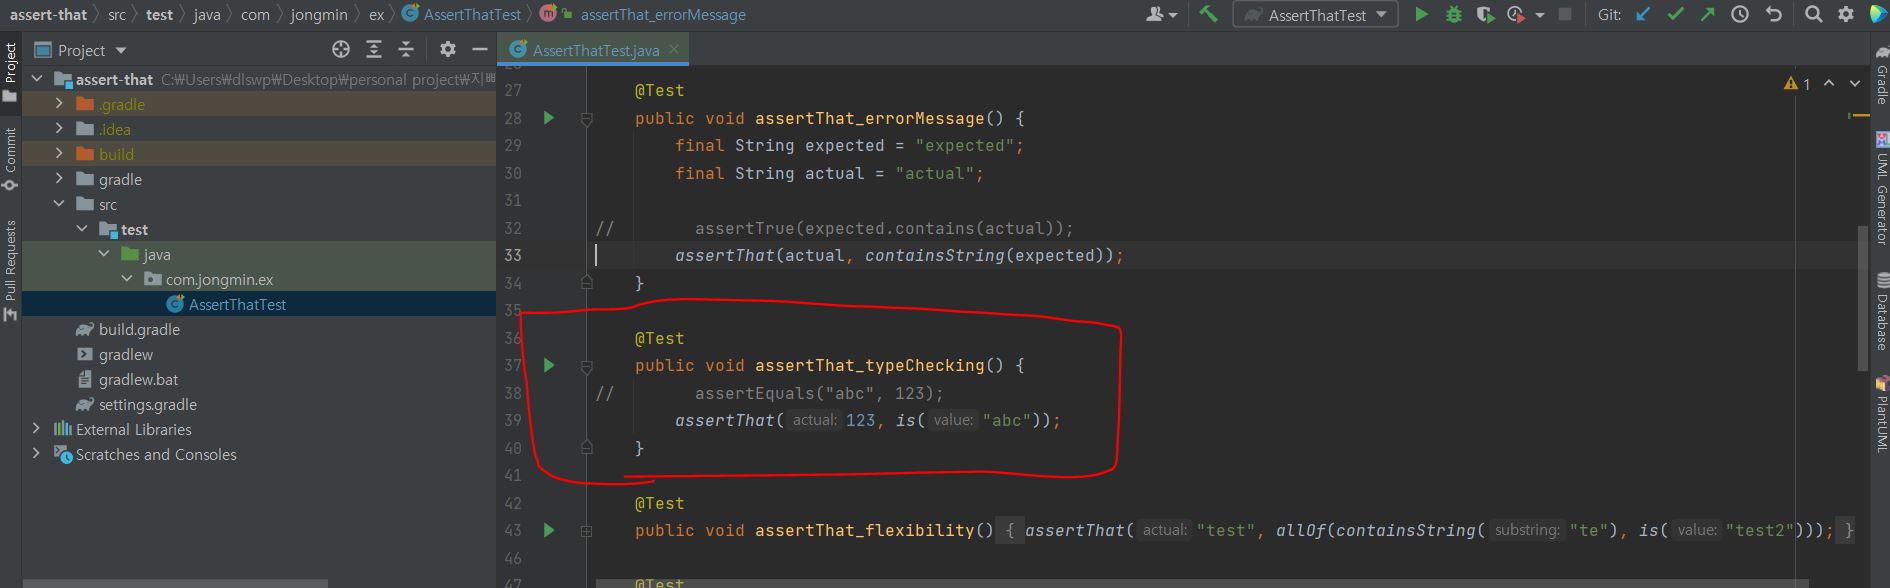 assert-that src test java com jongmin ex AssertThatTest assertThat_errorMessage AssertThatTest Git:
Project
AssertThatTest.java
Project
Commit
Pull Requests
assert-that C:\Users\dlswp\Desktop\personal project\지
.gradle
.idea
build
gradle
src
test
java
com.jongmin.ex
AssertThatTest
build.gradle
gradlew
gradlew.bat
settings.gradle
External Libraries
Scratches and Consoles
1
27 @Test
28 public void assertThat_errorMessage() {
29 final String expected = "expected";
30 final String actual = "actual";
31
32 // assertTrue(expected.contains(actual));
33 assertThat(actual, containsString(expected));
34 }
35
36 @Test
37 public void assertThat_typeChecking() {
38 // assertEquals("abc", 123);
39 assertThat( actual: 123, is( value: "abc"));
40 }
41
42 @Test
43 public void assertThat_flexibility() { assertThat( actual: "test", allOf(containsString( substring: "te"), is( value: "test2"))); }
46
47 @Test
Gradle
UML Generator
Database
PlantUML